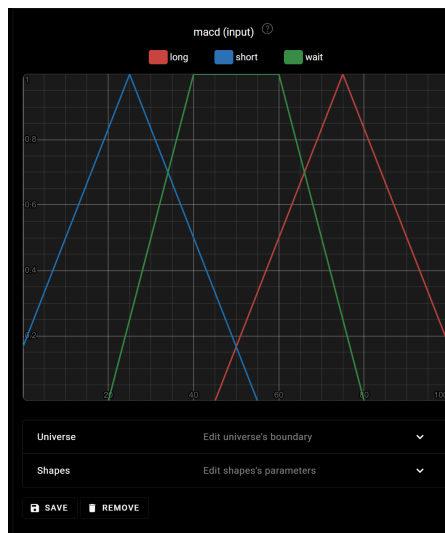 macd (input) ?
long short wait
1
0.8
0.6
0.4
0.2
20 40 60 80 100
Universe Edit universe's boundary
Shapes Edit shapes's parameters
SAVE REMOVE